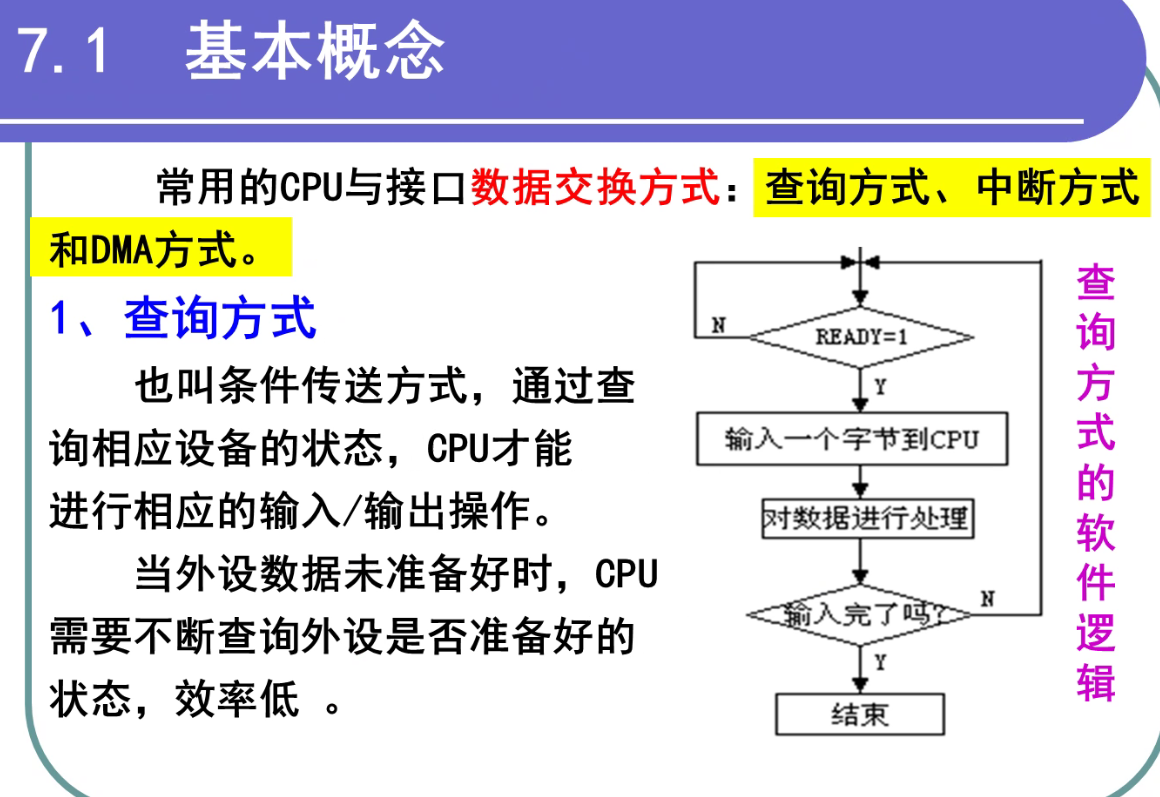 7.1 基本概念
常用的CPU与接口数据交换方式：查询方式、中断方式
和DMA方式。
1、查询方式
也叫条件传送方式，通过查
询相应设备的状态，CPU才能
进行相应的输入/输出操作。
当外设数据未准备好时，CPU
需要不断查询外设是否准备好的
状态，效率低 。
READY=1
N
Y
输入一个字节到CPU
对数据进行处理
输入完了吗?
N
Y
结束
查询方式的软件逻辑